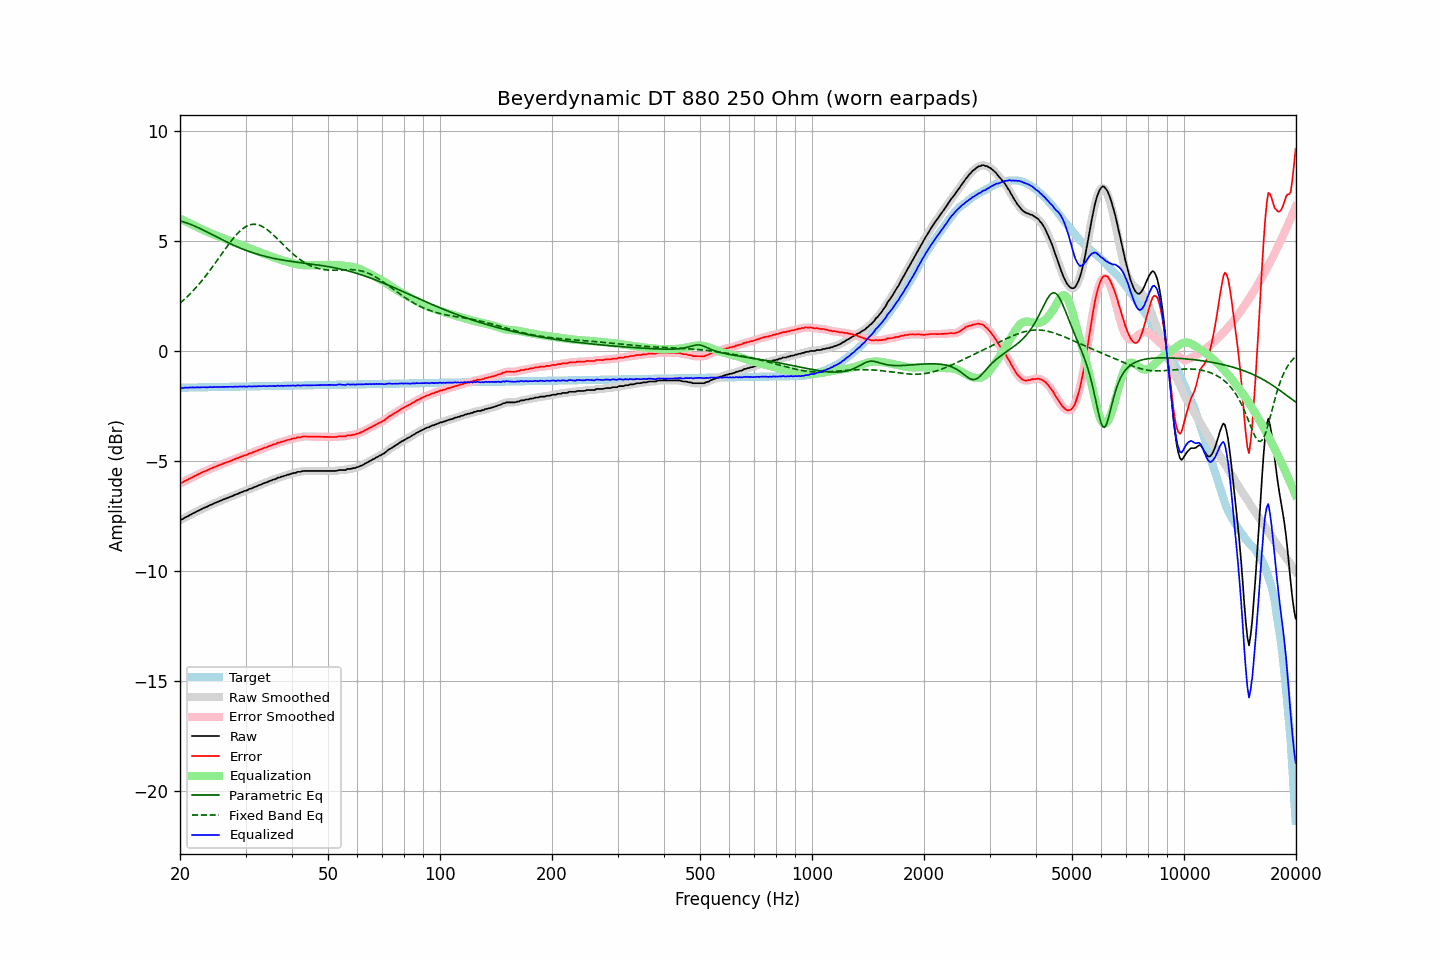 Beyerdynamic DT 880 250 Ohm (worn earpads)
10
5
0
−5
−10
−15
−20
Amplitude (dBr)
Target
Raw Smoothed
Error Smoothed
Raw
Error
Equalization
Parametric Eq
Fixed Band Eq
Equalized
20 50 100 200 500 1000 2000 5000 10000 20000
Frequency (Hz)